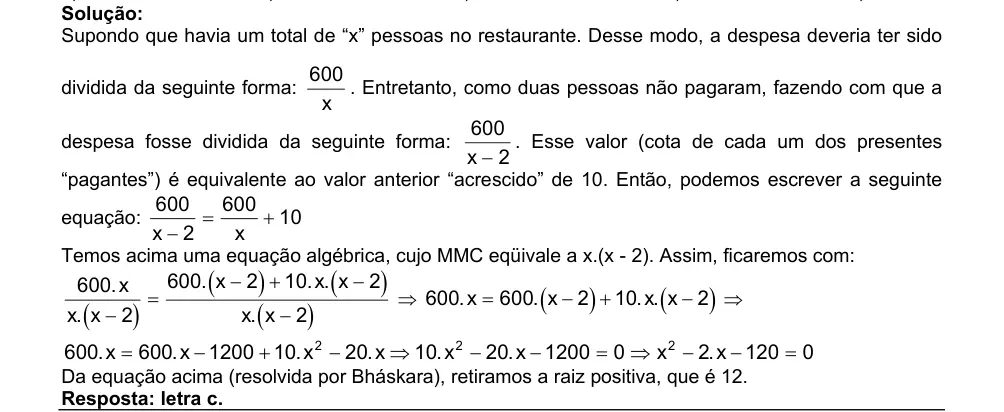 Solução:
Supondo que havia um total de “x” pessoas no restaurante. Desse modo, a despesa deveria ter sido
dividida da seguinte forma: 600/x . Entretanto, como duas pessoas não pagaram, fazendo com que a
despesa fosse dividida da seguinte forma: 600/(x − 2) . Esse valor (cota de cada um dos presentes
“pagantes”) é equivalente ao valor anterior “acrescido” de 10. Então, podemos escrever a seguinte
equação: 600/(x − 2) = 600/x + 10
Temos acima uma equação algébrica, cujo MMC eqüivale a x.(x - 2). Assim, ficaremos com:
600.x/(x.(x − 2)) = (600.(x − 2) + 10.x.(x − 2))/(x.(x − 2)) ⇒ 600.x = 600.(x − 2) + 10.x.(x − 2) ⇒
600.x = 600.x − 1200 + 10.x² − 20.x ⇒ 10.x² − 20.x − 1200 = 0 ⇒ x² − 2.x − 120 = 0
Da equação acima (resolvida por Bháskara), retiramos a raiz positiva, que é 12.
Resposta: letra c.